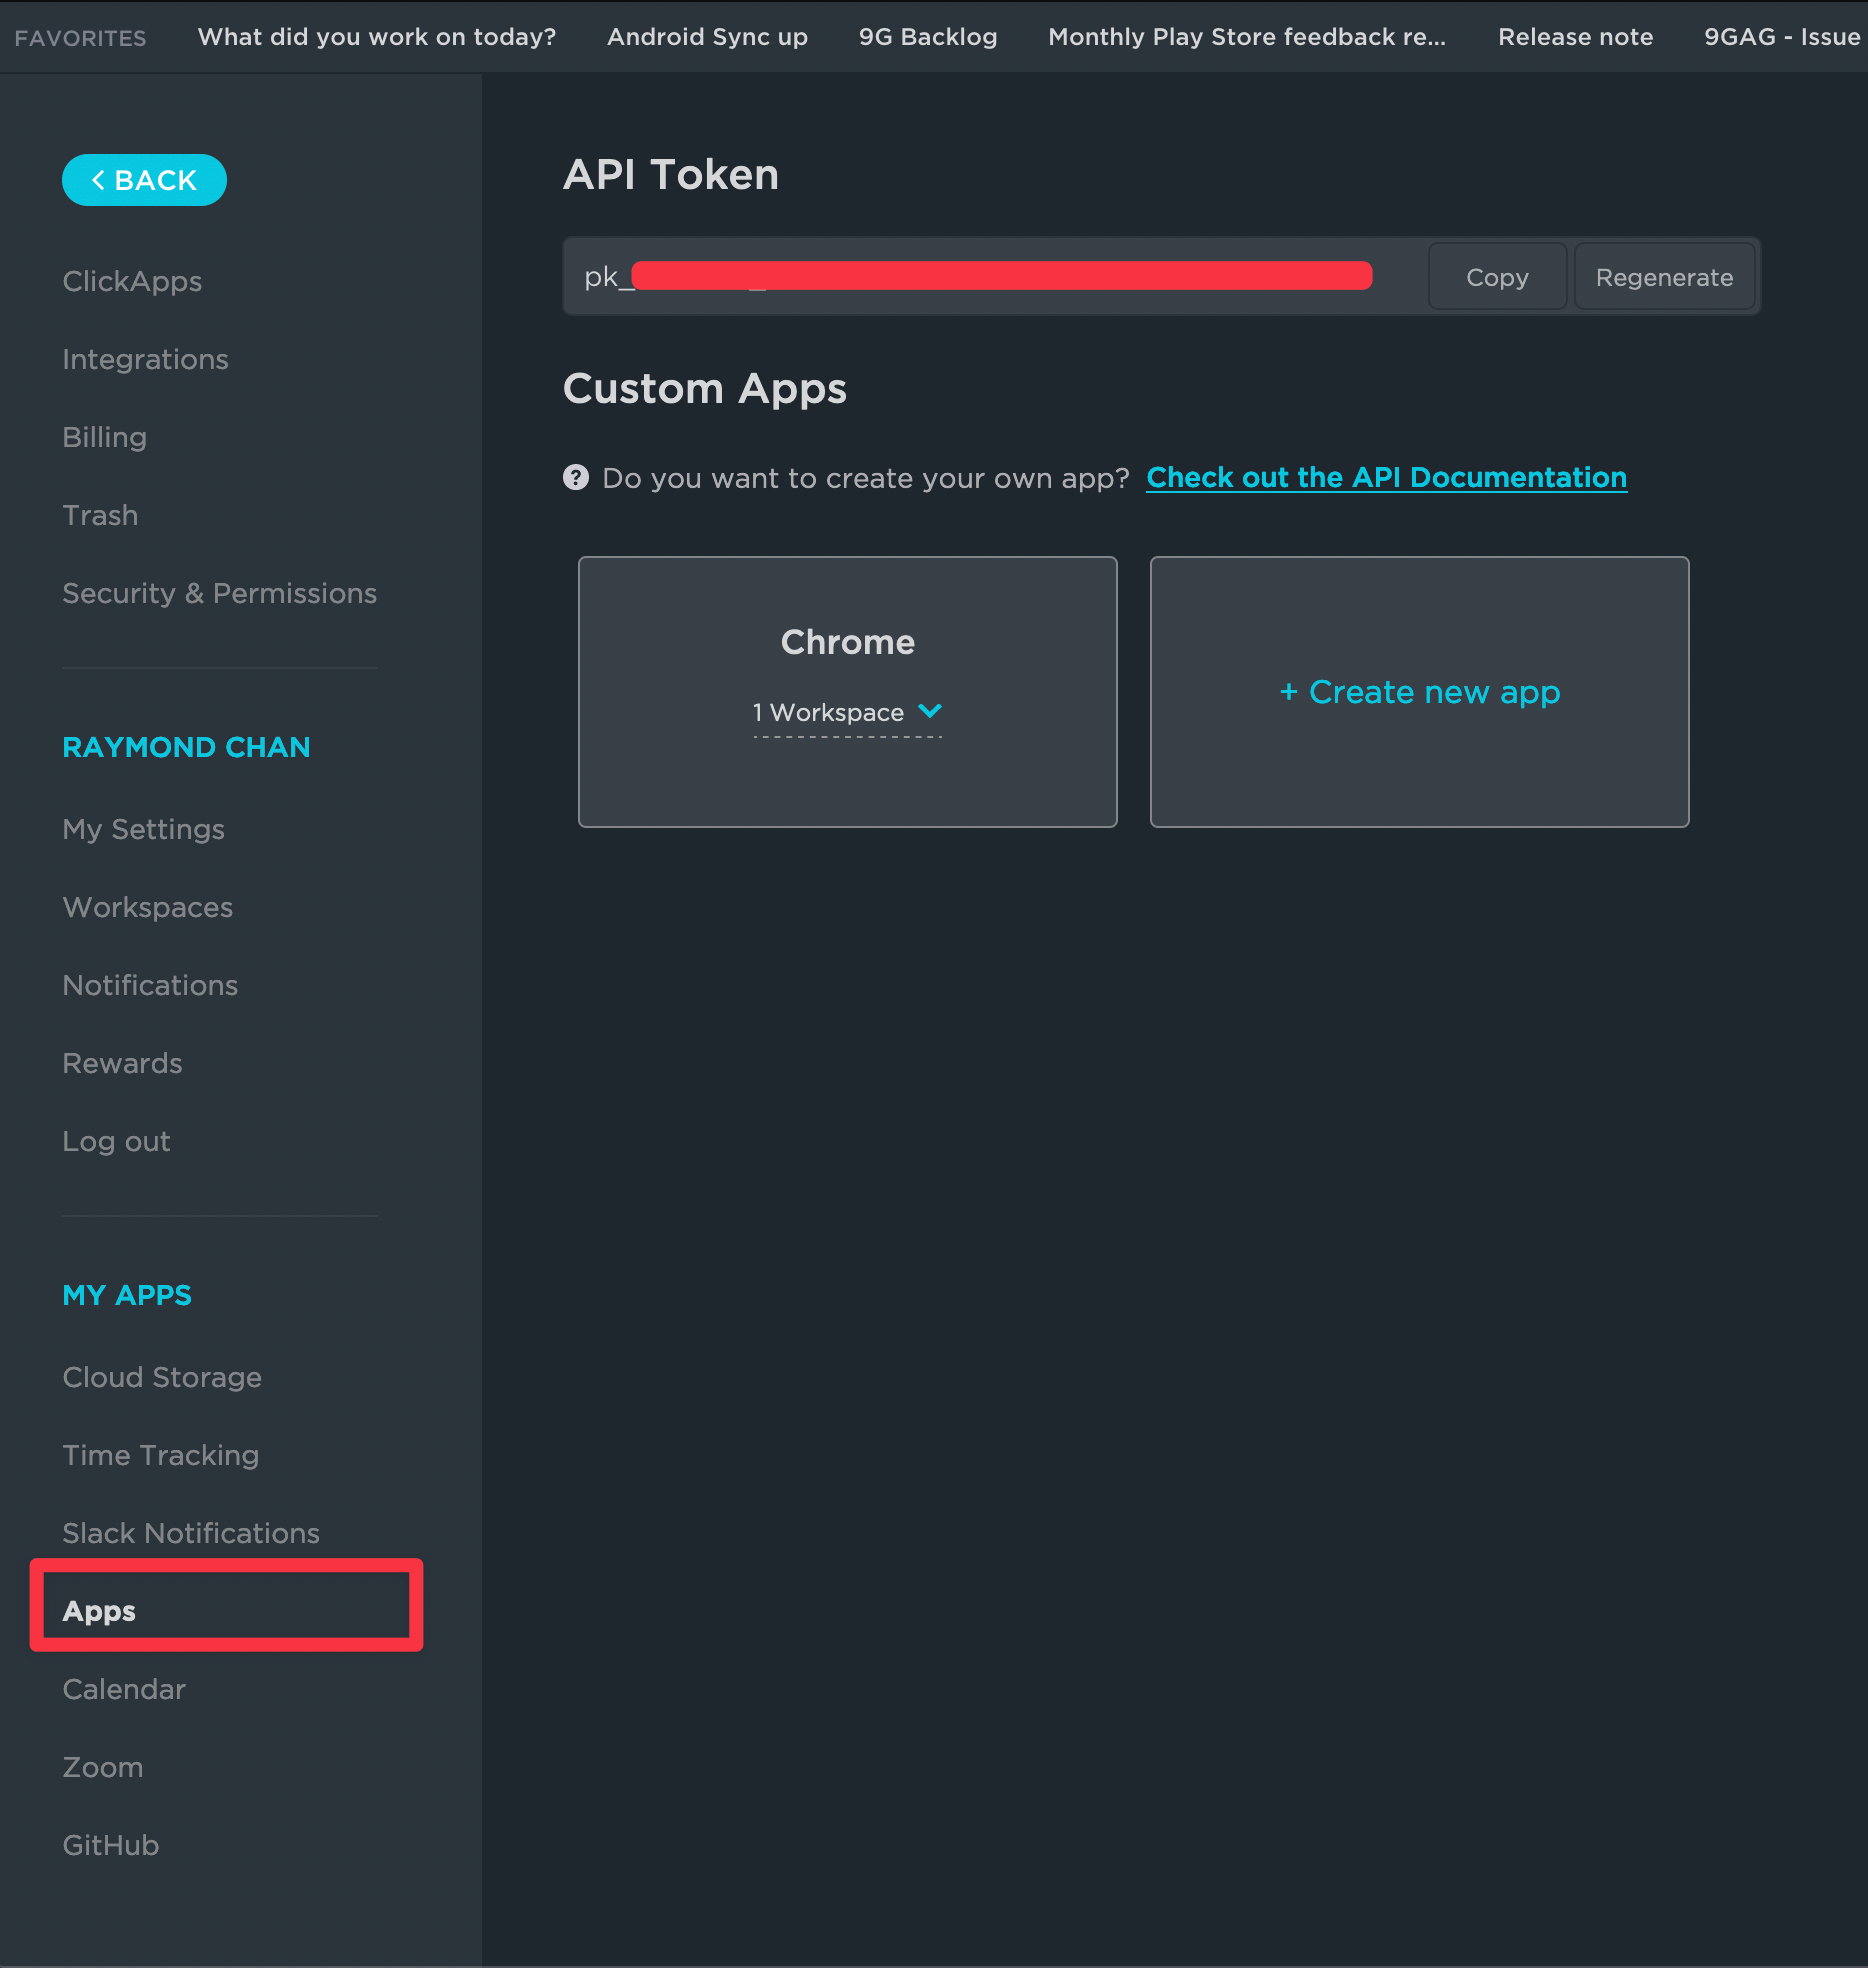 FAVORITES What did you work on today? Android Sync up 9G Backlog Monthly Play Store feedback re... Release note 9GAG - Issue
BACK
ClickApps
Integrations
Billing
Trash
Security & Permissions
RAYMOND CHAN
My Settings
Workspaces
Notifications
Rewards
Log out
MY APPS
Cloud Storage
Time Tracking
Slack Notifications
Apps
Calendar
Zoom
GitHub
API Token
pk_ Copy Regenerate
Custom Apps
? Do you want to create your own app? Check out the API Documentation
Chrome
1 Workspace
+ Create new app